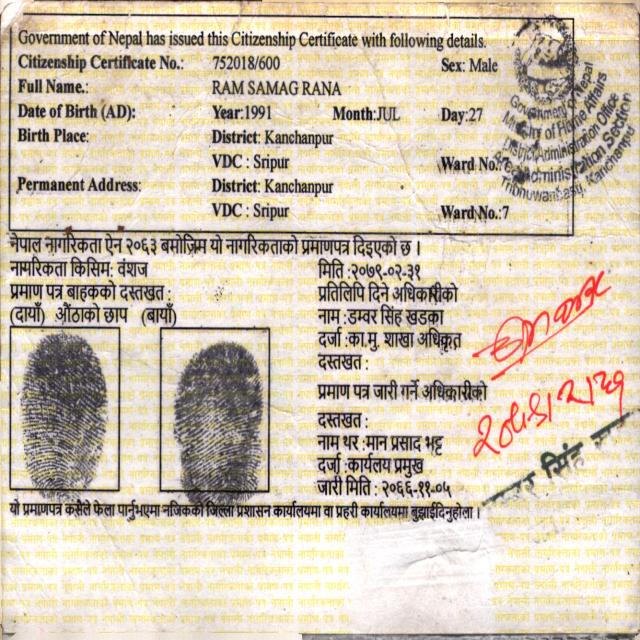 Government of Nepal has issued this Citizenship Certificate with following details.
Citizenship Certificate No.: 752018/600 Sex: Male
Full Name.: RAM SAMAG RANA
Date of Birth (AD): Year:1991 Month:JUL Day:27
Birth Place: District: Kanchanpur
VDC : Sripur Ward No.:
Permanent Address: District: Kanchanpur
VDC : Sripur Ward No.:7
Government of Nepal
Ministry of Home Affairs
District Administration Office
Administration Section
Kanchanpur
नेपाल नागरिकता ऐन २०६३ बमोजिम यो नागरिकताको प्रमाणपत्र दिइएको छ ।
नागरिकता किसिम: वंशज
प्रमाण पत्र बाहकको दस्तखत :
(दायाँ) औंठाको छाप (बायाँ)
मिति :२०७९-०२-३१
प्रतिलिपि दिने अधिकारीको
नाम : डम्वर सिंह खड्का
दर्जा : का.मु. शाखा अधिकृत
दस्तखत :
प्रमाण पत्र जारी गर्ने अधिकारीको
दस्तखत :
नाम थर : मान प्रसाद भट्ट
दर्जा : कार्यलय प्रमुख
जारी मिति : २०६६-११-०५
सिंह
यो प्रमाणपत्र कसैले फेला पार्नुभएमा नजिकको जिल्ला प्रशासन कार्यालयमा वा प्रहरी कार्यालयमा बुझाईदिनुहोला ।